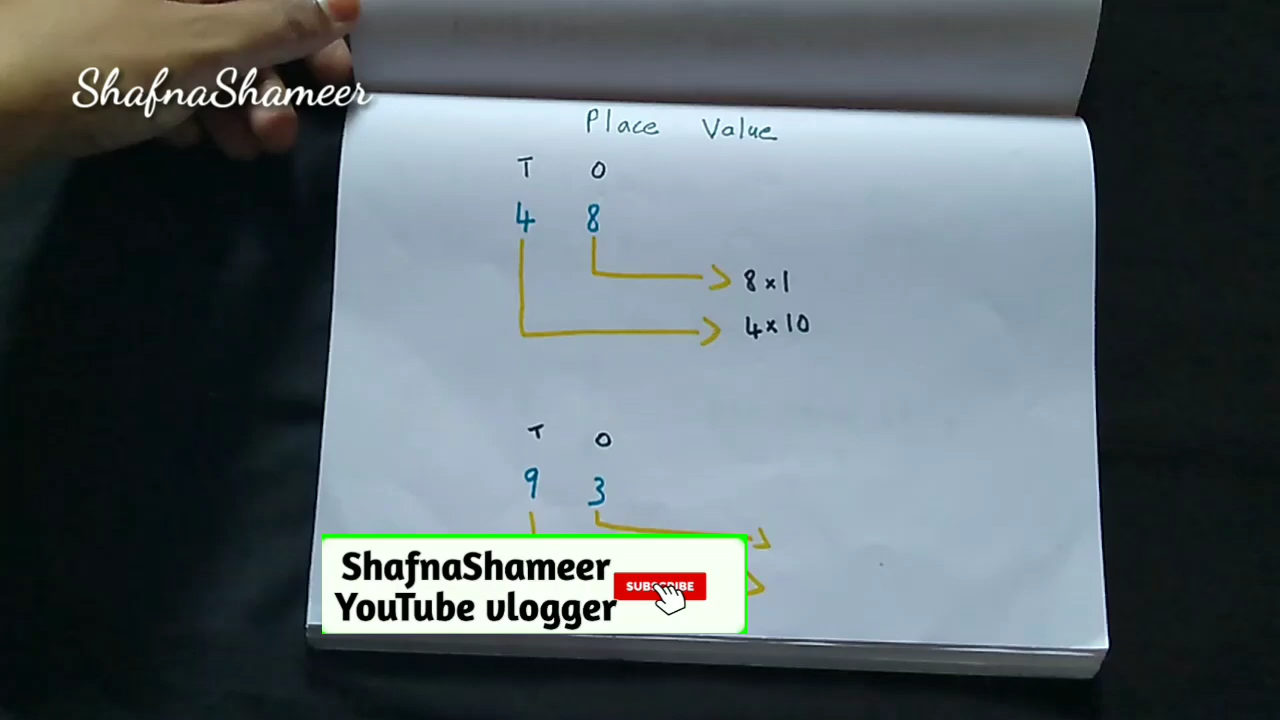 ShafnaShameer
Place Value
T O
4 8
8×1
4×10
T O
9 3
ShafnaShameer
SUBSCRIBE
YouTube vlogger